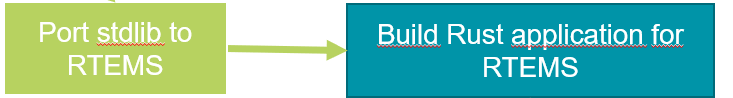 Port stdlib to
RTEMS
Build Rust application for
RTEMS